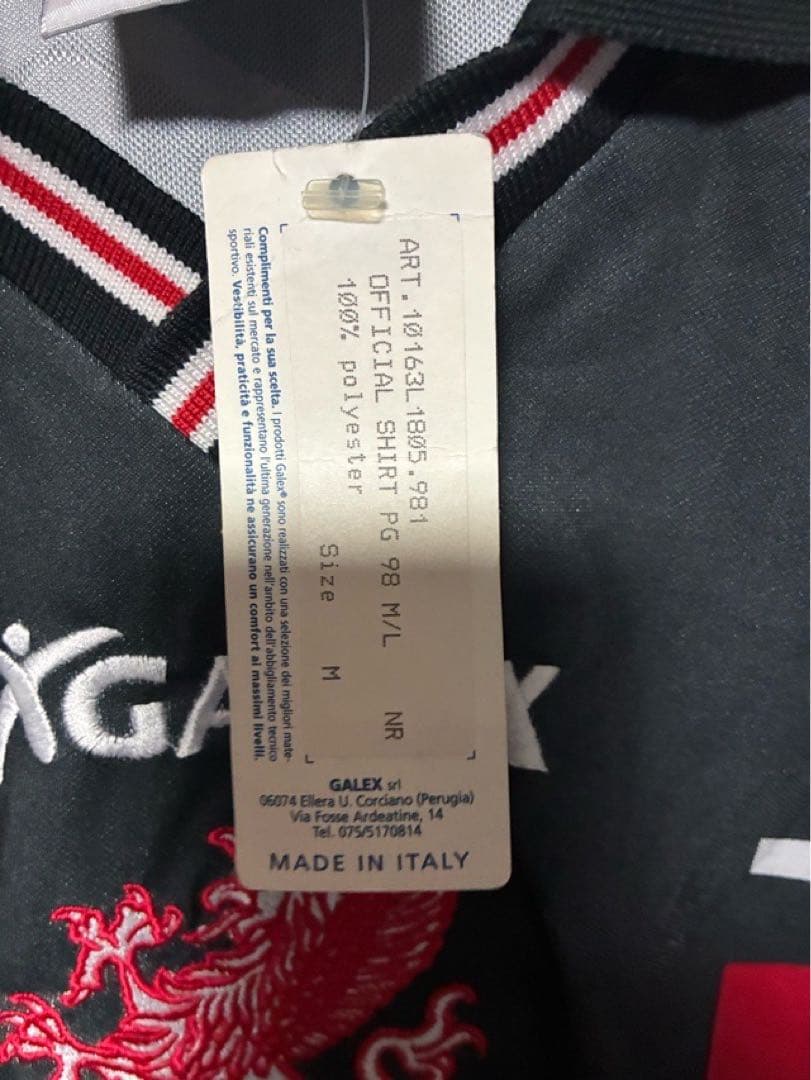 ART.10163L1805.981
OFFICIAL SHIRT PG 98 M/L NR
100% polyester
Size M
Complimenti per la sua scelta. I prodotti Galex® sono realizzati con una selezione dei migliori mate-
riali esistenti sul mercato e rappresentano l'ultima generazione nell'ambito dell'abbigliamento tecnico
sportivo. Vestibilità, praticità e funzionalità ne assicurano un comfort ai massimi livelli.
GALEX srl
06074 Ellera U. Corciano (Perugia)
Via Fosse Ardeatine, 14
Tel. 075/5170814
MADE IN ITALY
GA
X